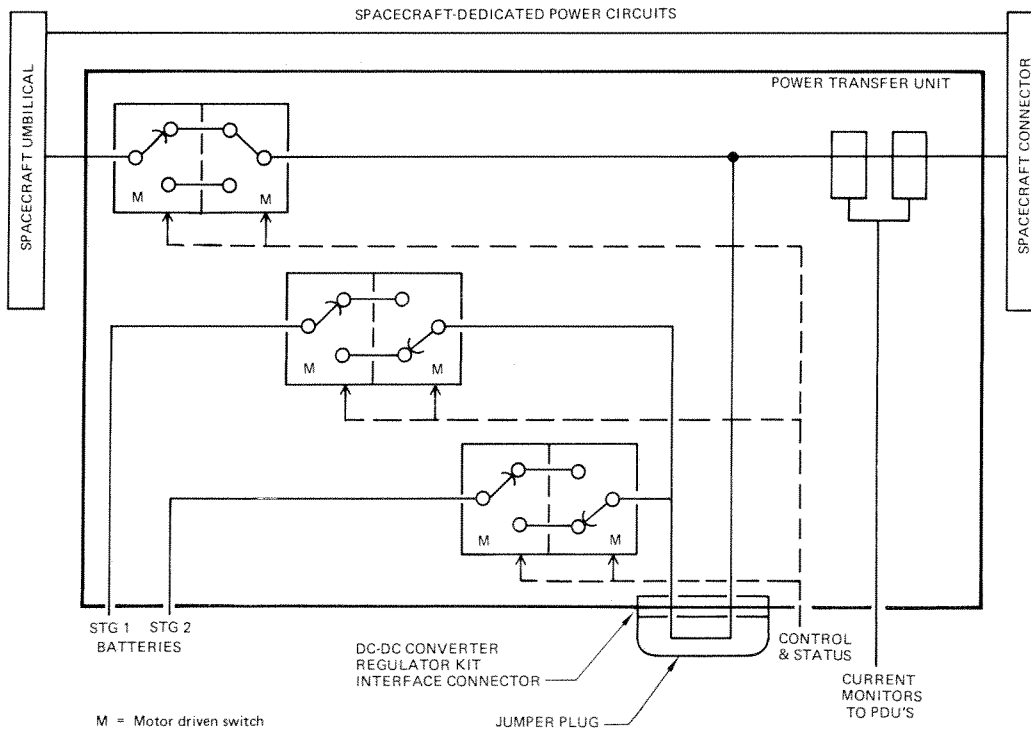 SPACECRAFT-DEDICATED POWER CIRCUITS
SPACECRAFT UMBILICAL
POWER TRANSFER UNIT
SPACECRAFT CONNECTOR
M
M
M
M
M
M
STG 1 STG 2
BATTERIES
DC-DC CONVERTER
REGULATOR KIT
INTERFACE CONNECTOR
CONTROL
& STATUS
CURRENT
MONITORS
TO PDU'S
M = Motor driven switch
JUMPER PLUG